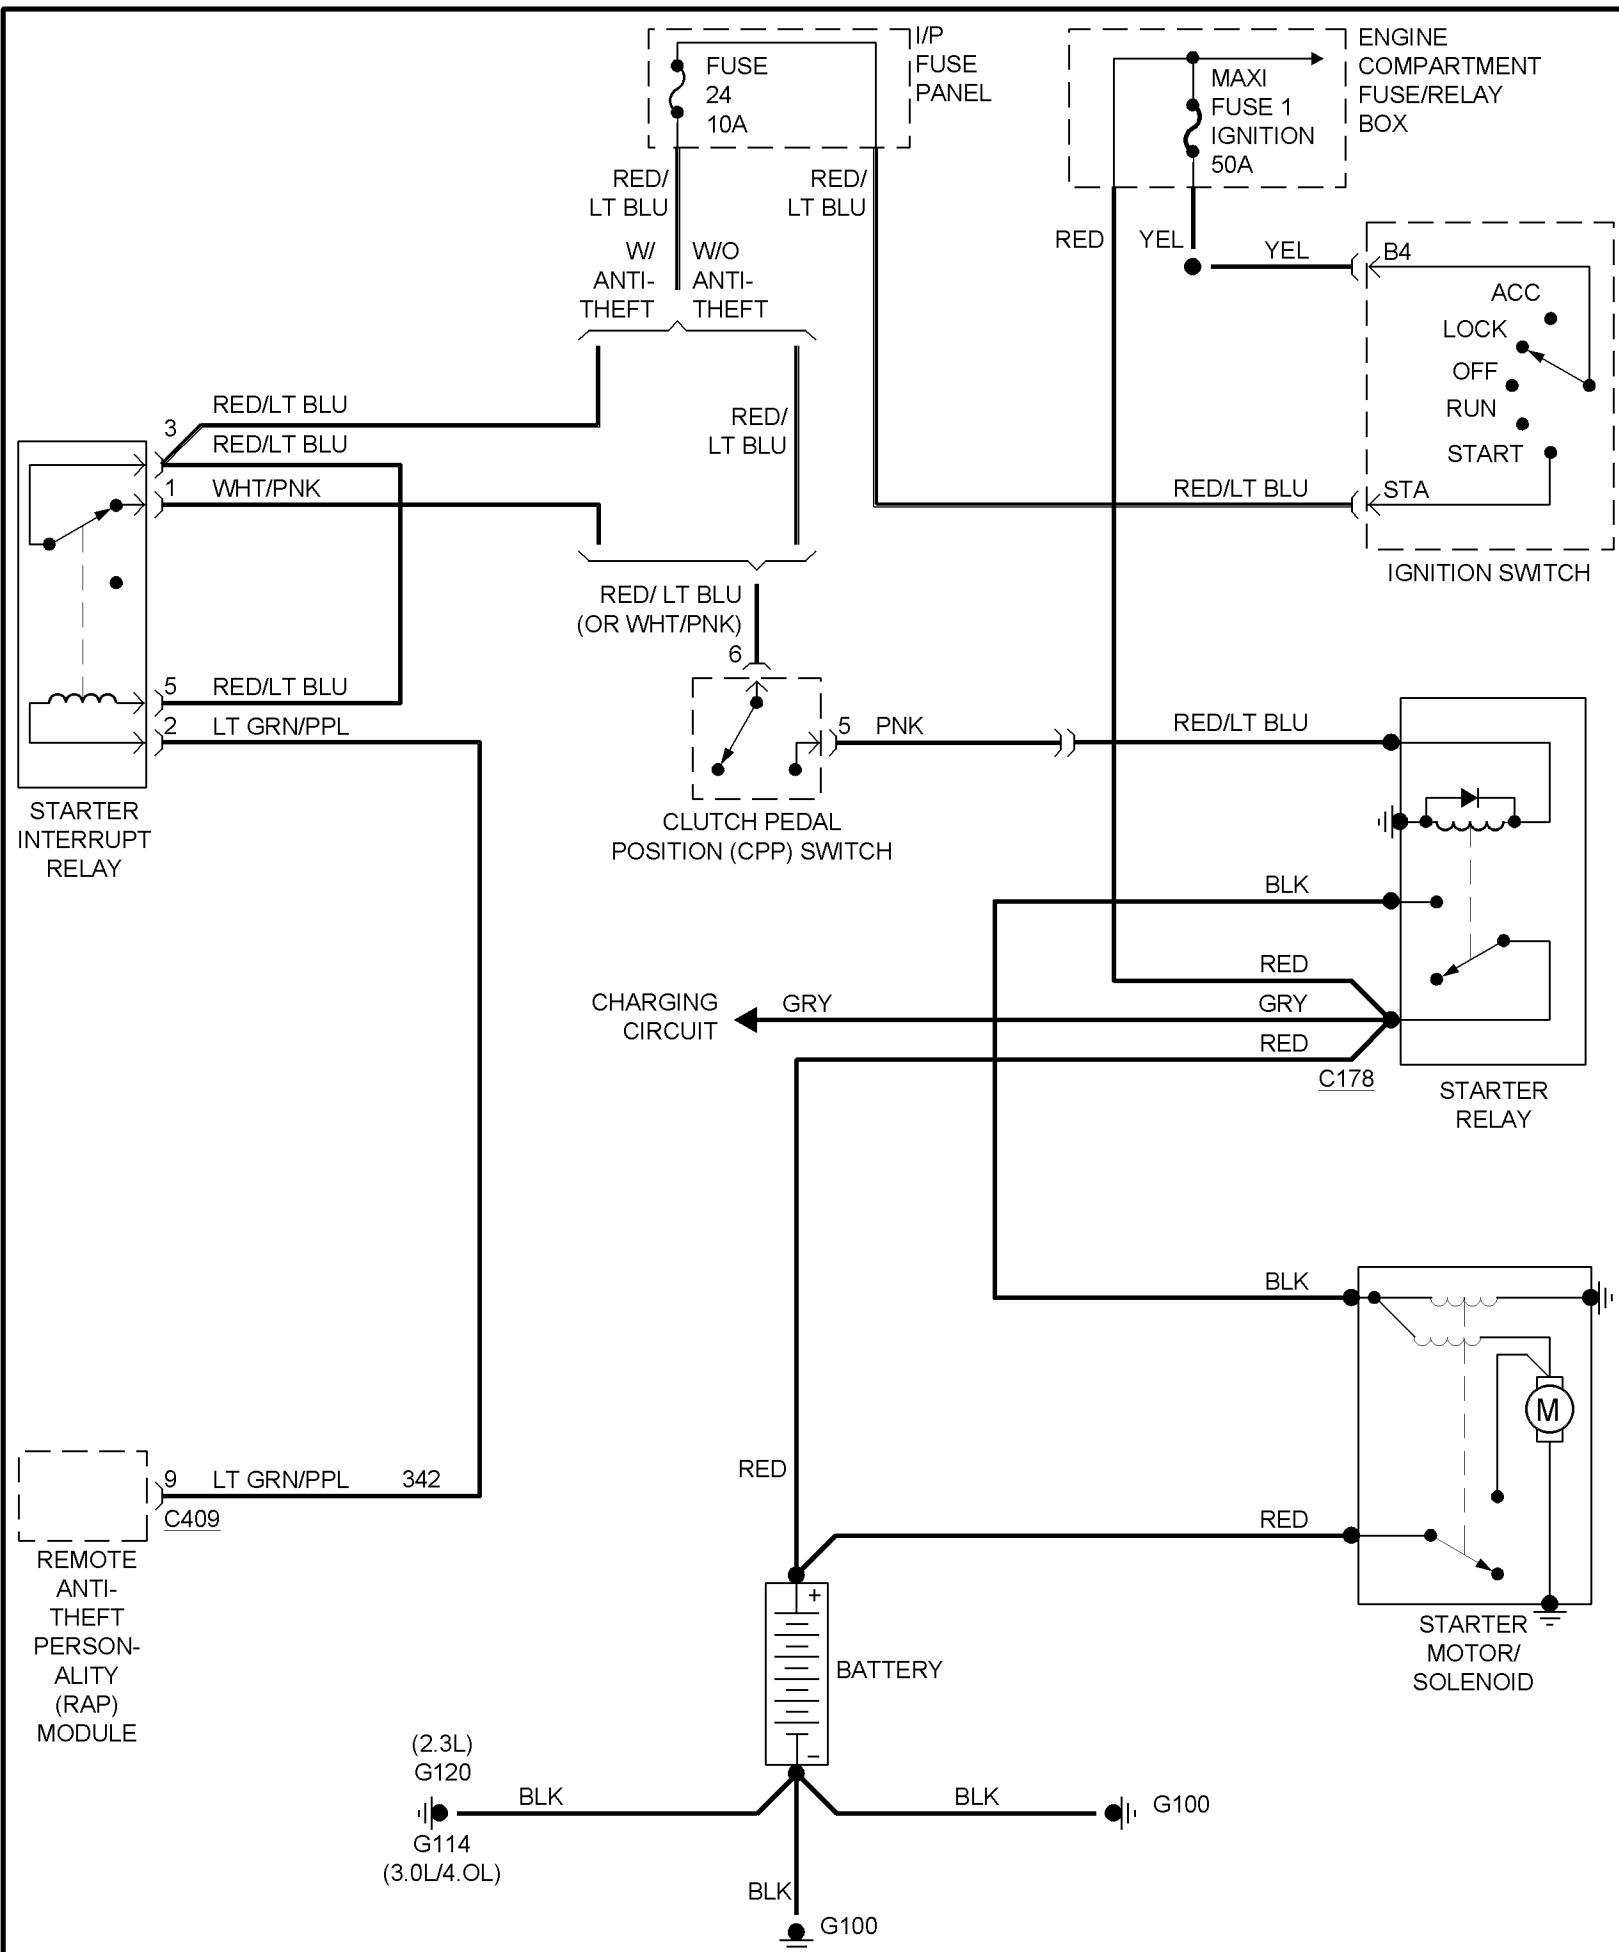 I/P
FUSE
PANEL
FUSE
24
10A
ENGINE
COMPARTMENT
FUSE/RELAY
BOX
MAXI
FUSE 1
IGNITION
50A
RED/
LT BLU
RED/
LT BLU
W/
ANTI-
THEFT
W/O
ANTI-
THEFT
RED
YEL
YEL
B4
ACC
LOCK
OFF
RUN
START
STA
IGNITION SWITCH
RED/LT BLU
3
RED/LT BLU
RED/LT BLU
1
WHT/PNK
RED/
LT BLU
RED/ LT BLU
(OR WHT/PNK)
6
5
RED/LT BLU
2
LT GRN/PPL
STARTER
INTERRUPT
RELAY
5
PNK
RED/LT BLU
CLUTCH PEDAL
POSITION (CPP) SWITCH
BLK
RED
CHARGING
CIRCUIT
GRY
GRY
RED
C178
STARTER
RELAY
BLK
M
RED
RED
STARTER
MOTOR/
SOLENOID
9
LT GRN/PPL
342
C409
REMOTE
ANTI-
THEFT
PERSON-
ALITY
(RAP)
MODULE
+
BATTERY
−
(2.3L)
G120
BLK
G114
(3.0L/4.OL)
BLK
G100
BLK
G100